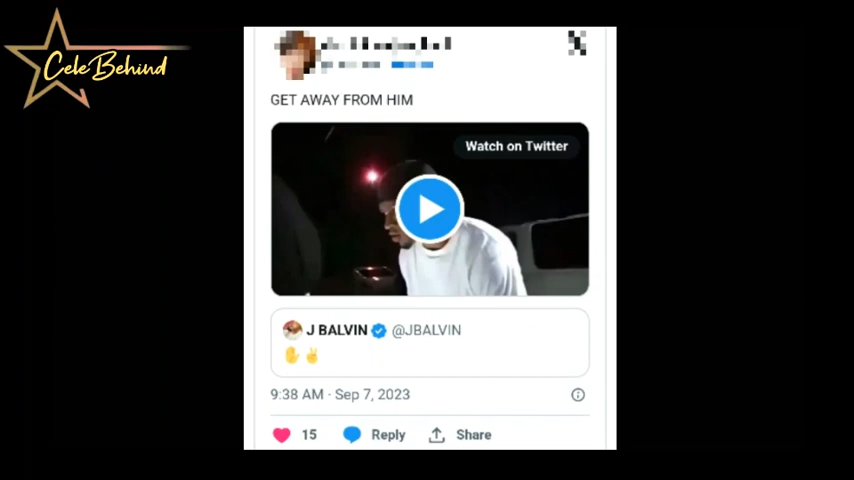 CeleBehind
GET AWAY FROM HIM
Watch on Twitter
J BALVIN @JBALVIN
✋✌
9:38 AM · Sep 7, 2023
15 Reply Share